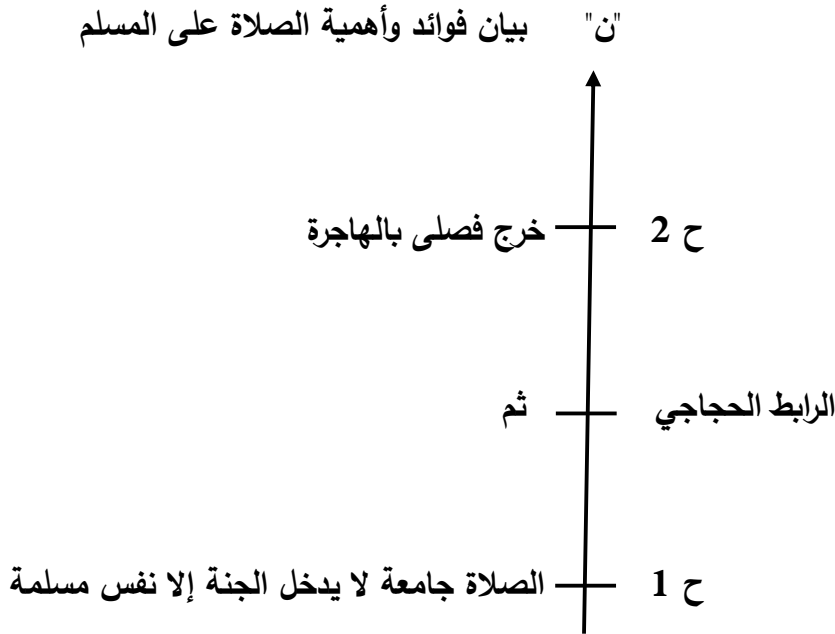 "ن" بيان فوائد وأهمية الصلاة على المسلم
ح 2 خرج فصلى بالهاجرة
الرابط الحجاجي ثم
ح 1 الصلاة جامعة لا يدخل الجنة إلا نفس مسلمة